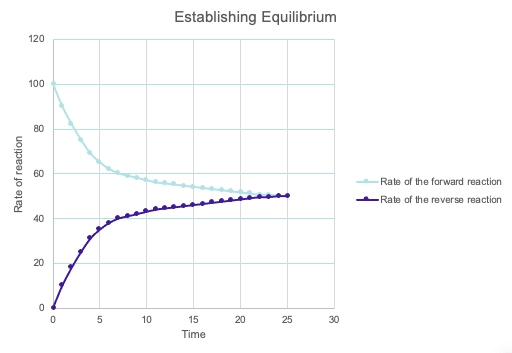 Establishing Equilibrium
120
100
80
60
40
20
0
Rate of reaction
0 5 10 15 20 25 30
Time
Rate of the forward reaction
Rate of the reverse reaction